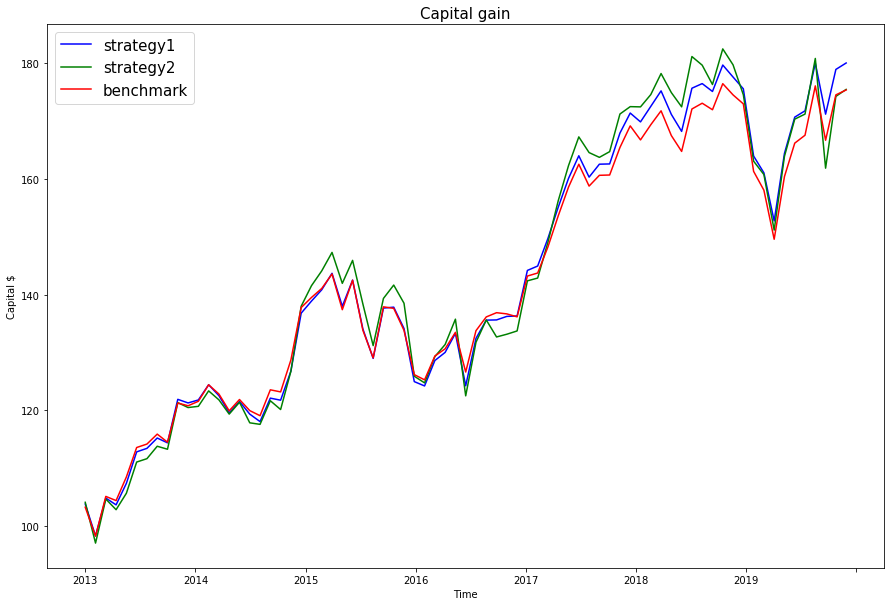 Capital gain
strategy1
strategy2
benchmark
180
160
140
120
100
Capital $
2013 2014 2015 2016 2017 2018 2019
Time